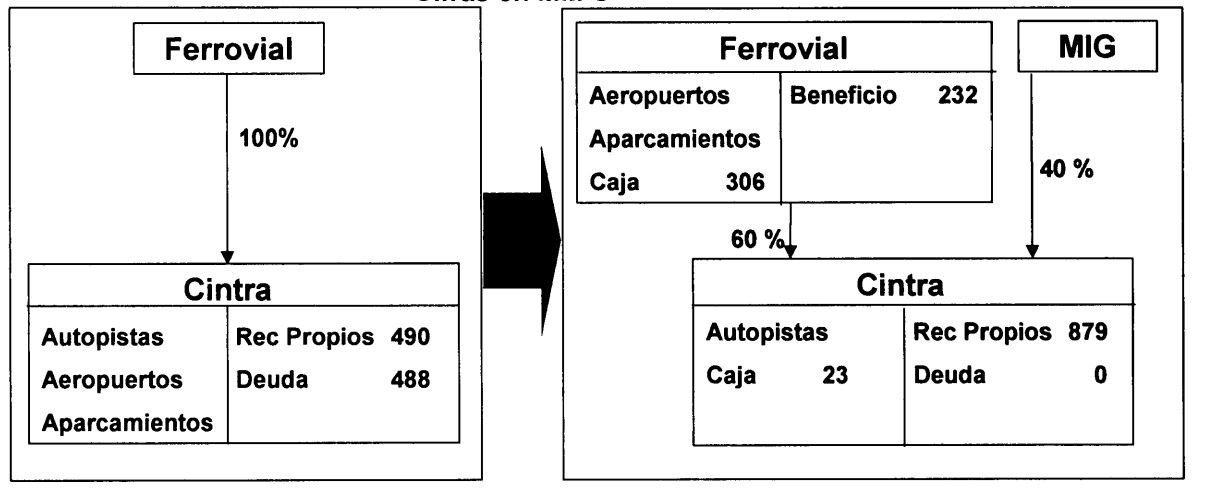 Ferrovial
100%
Cintra
Autopistas Rec Propios 490
Aeropuertos Deuda 488
Aparcamientos
Ferrovial
MIG
Aeropuertos Beneficio 232
Aparcamientos
Caja 306
40 %
60 %
Cintra
Autopistas Rec Propios 879
Caja 23 Deuda 0